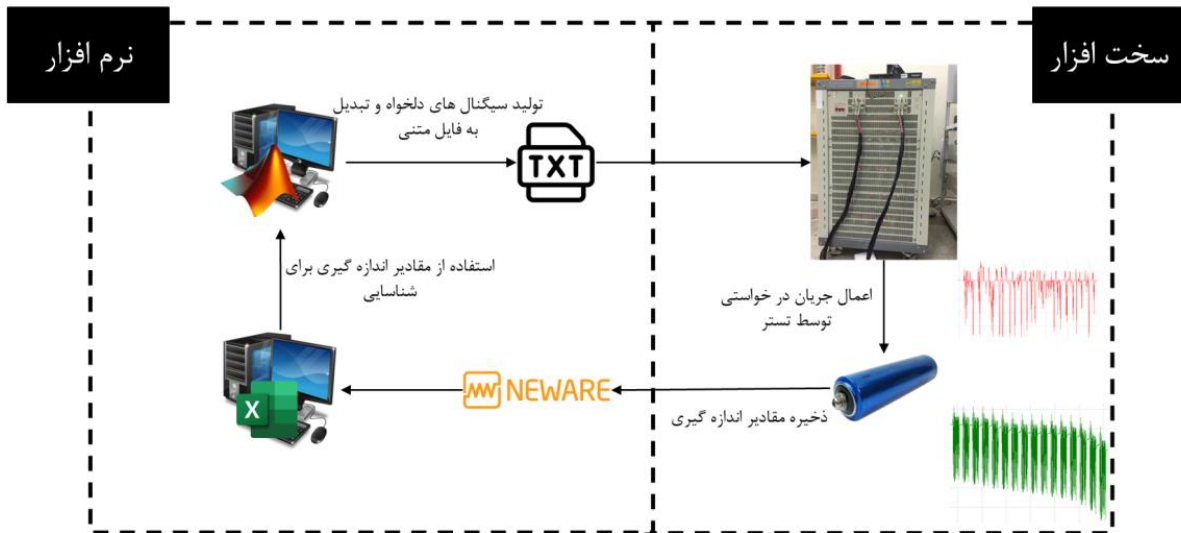 سخت افزار
نرم افزار
تولید سیگنال های دلخواه و تبدیل
به فایل متنی
TXT
استفاده از مقادیر اندازه گیری برای
شناسایی
اعمال جریان در خواستی
توسط تستر
NEWARE
ذخیره مقادیر اندازه گیری
X